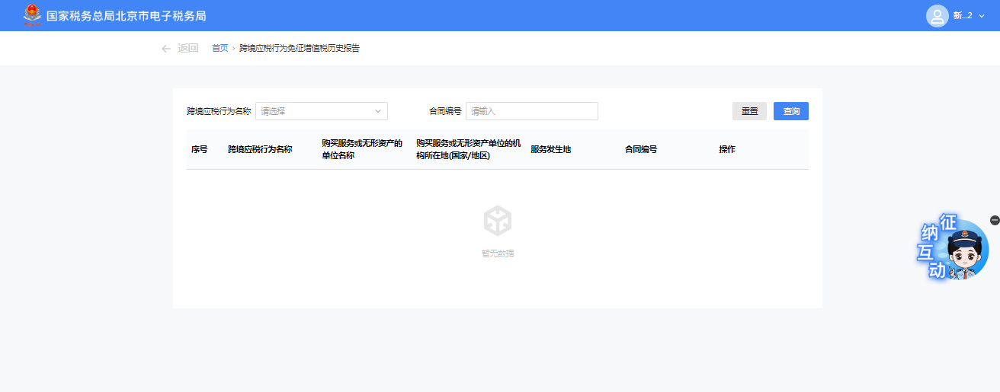 国家税务总局北京市电子税务局
新...2
返回 首页 › 跨境应税行为免征增值税历史报告
跨境应税行为名称 请选择 合同编号 请输入 重置 查询
序号 跨境应税行为名称 购买服务或无形资产的单位名称 购买服务或无形资产单位的机构所在地(国家/地区) 服务发生地 合同编号 操作
暂无数据
征纳互动